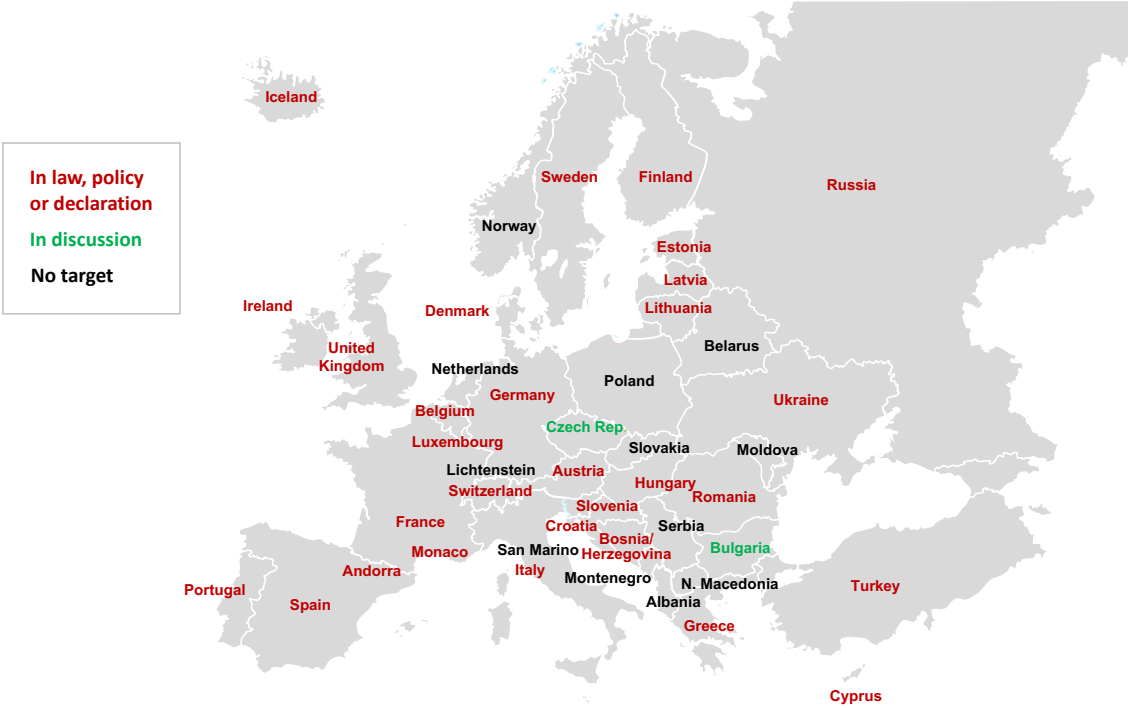 Iceland
In law, policy
or declaration
In discussion
No target
Sweden
Finland
Russia
Norway
Estonia
Latvia
Lithuania
Ireland
Denmark
United
Kingdom
Belarus
Netherlands
Poland
Germany
Ukraine
Belgium
Czech Rep.
Luxembourg
Slovakia
Moldova
Lichtenstein
Austria
Switzerland
Hungary
Romania
Slovenia
France
Croatia
Serbia
Bosnia/
Herzegovina
Bulgaria
Monaco
San Marino
Andorra
Italy
Montenegro
N. Macedonia
Turkey
Portugal
Spain
Albania
Greece
Cyprus